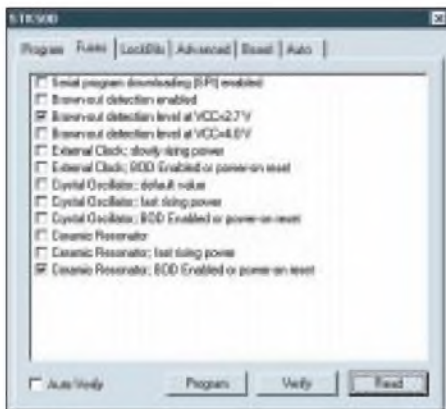 STK500
Program Fuses LockBits Advanced Board Auto
Serial program downloading (SPI) enabled
Brown-out detection enabled
Brown-out detection level at VCC=2.7 V
Brown-out detection level at VCC=4.0 V
External Clock; slowly rising power
External Clock; BOD Enabled or power-on reset
Crystal Oscillator; default value
Crystal Oscillator; fast rising power
Crystal Oscillator; BOD Enabled or power-on reset
Ceramic Resonator
Ceramic Resonator; fast rising power
Ceramic Resonator; BOD Enabled or power-on reset
Auto Verify Program Verify Read